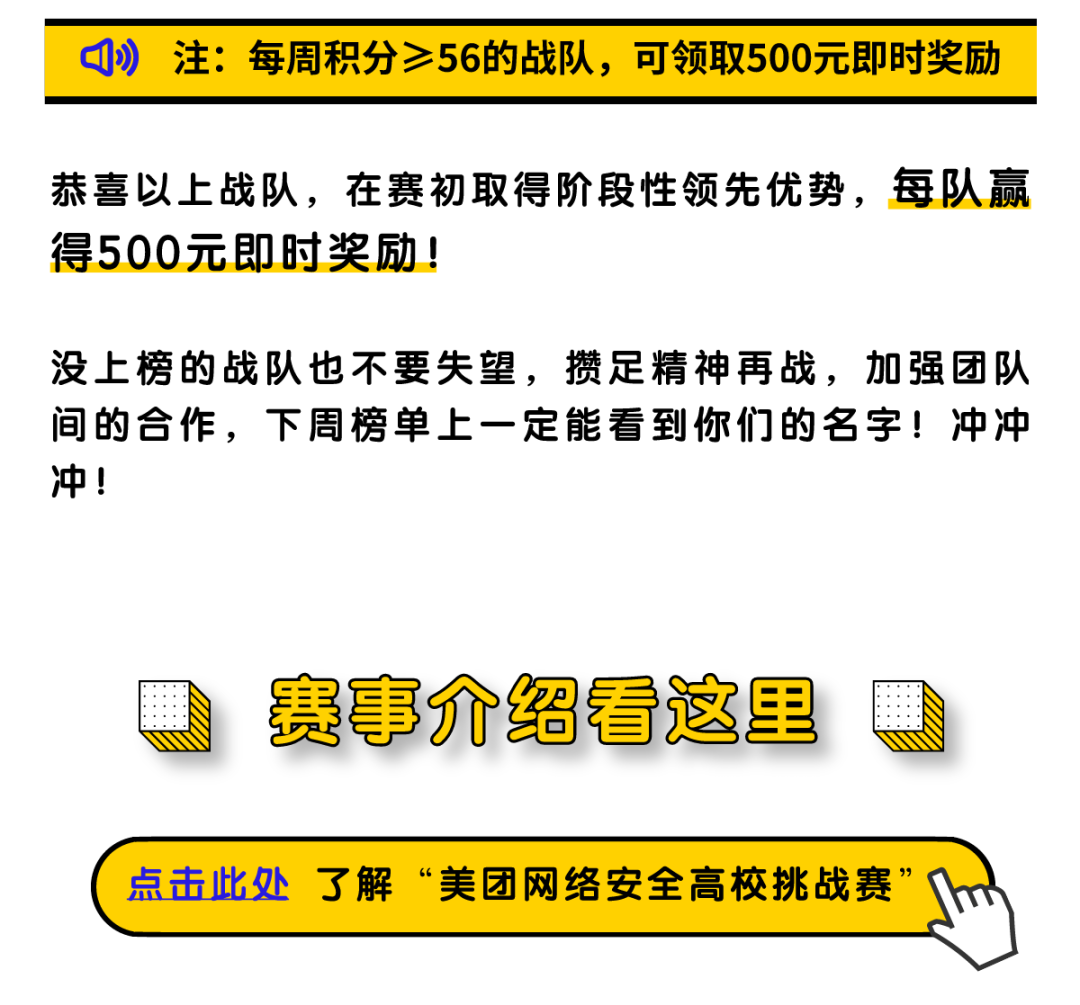 注：每周积分≥56的战队，可领取500元即时奖励
恭喜以上战队，在赛初取得阶段性领先优势，每队赢
得500元即时奖励！
没上榜的战队也不要失望，攒足精神再战，加强团队
间的合作，下周榜单上一定能看到你们的名字！冲冲
冲！
赛事介绍看这里
点击此处 了解“美团网络安全高校挑战赛”